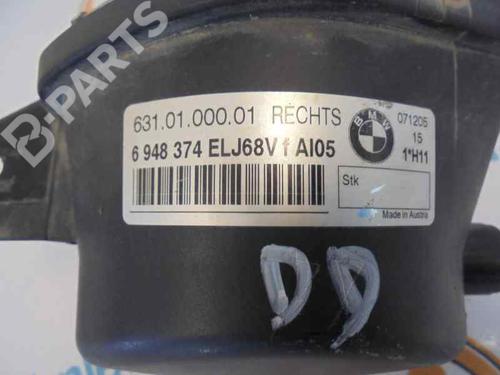 B-PARTS
631.01.000.01 RECHTS
BMW
071205
15
6 948 374 ELJ68V f AI05
1*H11
Stk
Made in Austria
DD